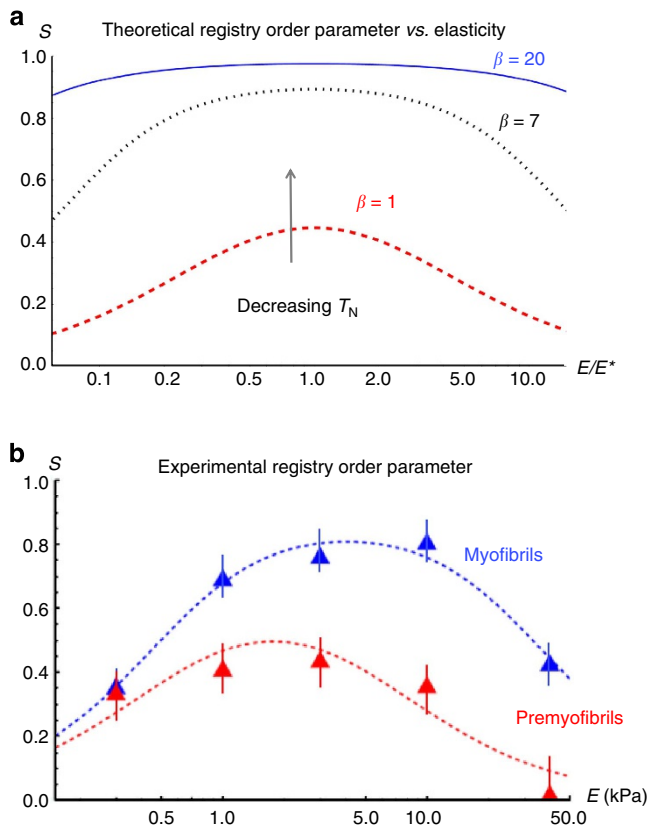 a
S
Theoretical registry order parameter vs. elasticity
1.0
β = 20
0.8
β = 7
0.6
β = 1
0.4
0.2
Decreasing T_N
0.0
0.1 0.2 0.5 1.0 2.0 5.0 10.0 E/E*
b
S
Experimental registry order parameter
1.0
0.8
Myofibrils
0.6
0.4
Premyofibrils
0.2
0.0
E (kPa)
0.5 1.0 5.0 10.0 50.0